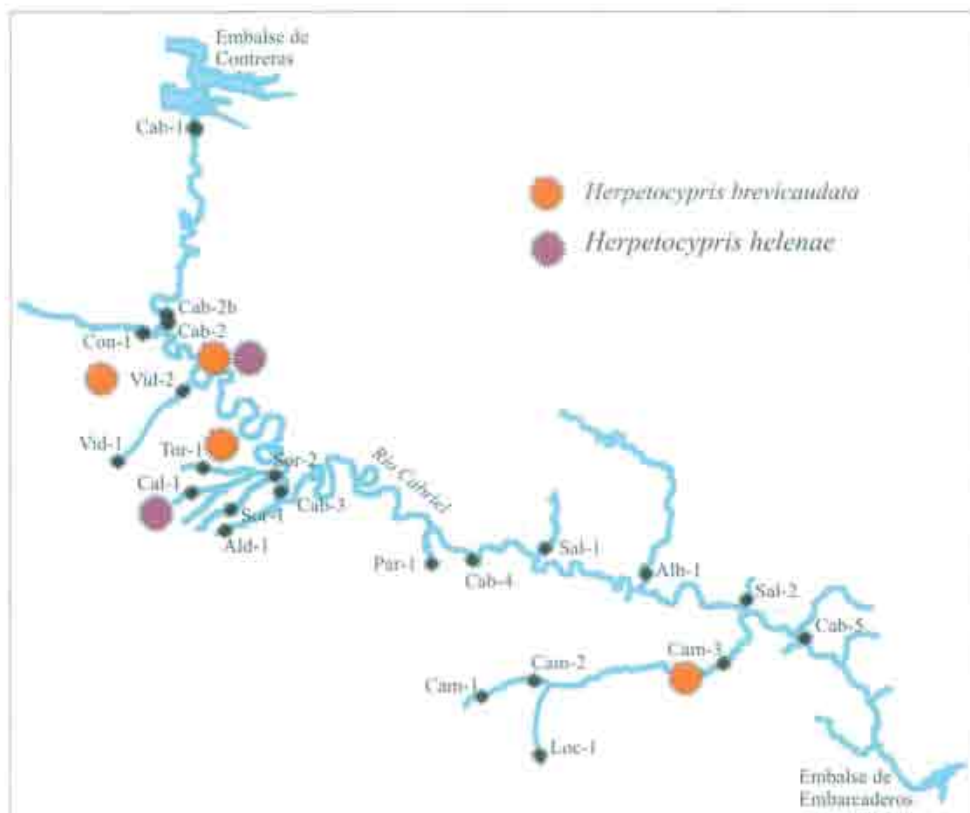 Embalse de
Contreras
Cab-1
Herpetocypris brevicaudata
Herpetocypris helenae
Cab-2b
Cab-2
Con-1
Vid-2
Vid-1
Tor-1
Sor-2
Cal-1
Cab-3
Sor-1
Ald-1
Río Cabriel
Par-1
Cab-4
Sal-1
Alb-1
Sal-2
Cab-5
Cam-3
Cam-2
Cam-1
Loc-1
Embalse de
Embarcaderos